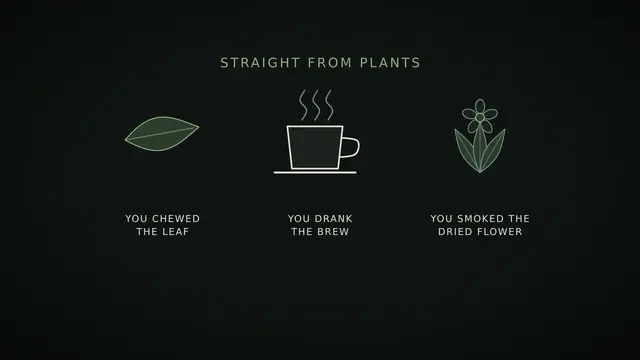 STRAIGHT FROM PLANTS
YOU CHEWED
THE LEAF
YOU DRANK
THE BREW
YOU SMOKED THE
DRIED FLOWER